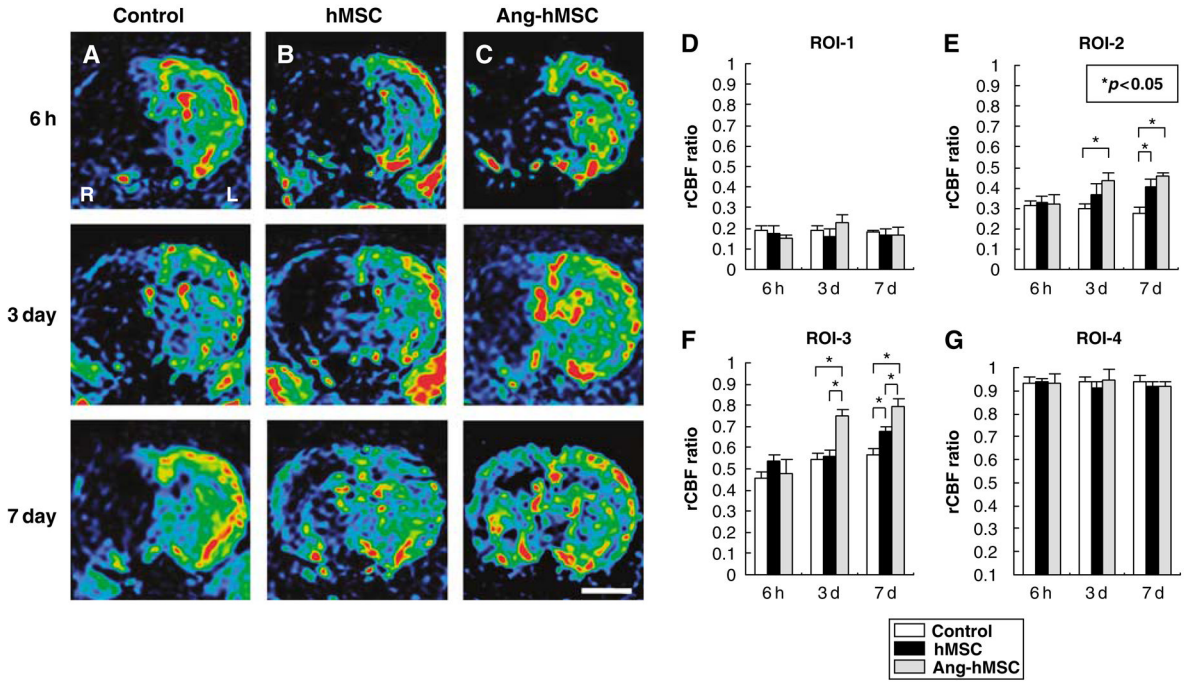 Control hMSC Ang-hMSC
6 h
3 day
7 day
A
B
C
R
L
D ROI-1
rCBF ratio
1
0.9
0.8
0.7
0.6
0.5
0.4
0.3
0.2
0.1
0
6 h 3 d 7 d
E ROI-2
*p<0.05
rCBF ratio
1
0.9
0.8
0.7
0.6
0.5
0.4
0.3
0.2
0.1
0
*
*
*
6 h 3 d 7 d
F ROI-3
rCBF ratio
1
0.9
0.8
0.7
0.6
0.5
0.4
0.3
0.2
0.1
0
*
*
*
*
*
6 h 3 d 7 d
G ROI-4
rCBF ratio
1
0.9
0.8
0.7
0.6
0.5
0.4
0.3
0.2
0.1
6 h 3 d 7 d
Control
hMSC
Ang-hMSC